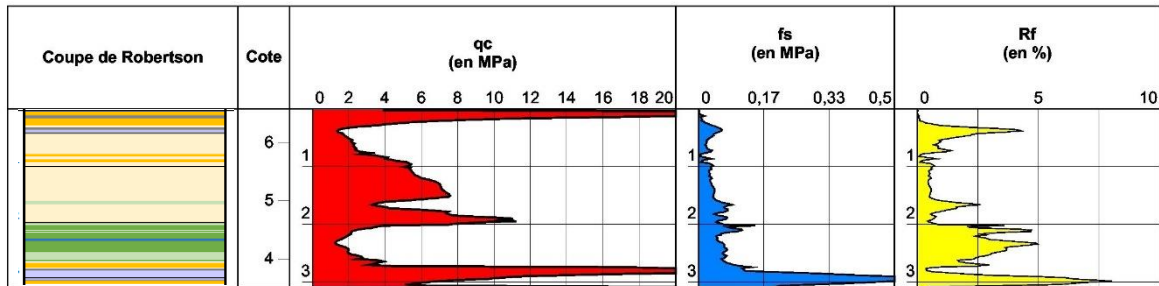 Coupe de Robertson
Cote
qc
(en MPa)
fs
(en MPa)
Rf
(en %)
0 2 4 6 8 10 12 14 16 20
0 0,17 0,33 0,5
0 5 10
6
1
1
1
5
2
2
2
4
3
3
3